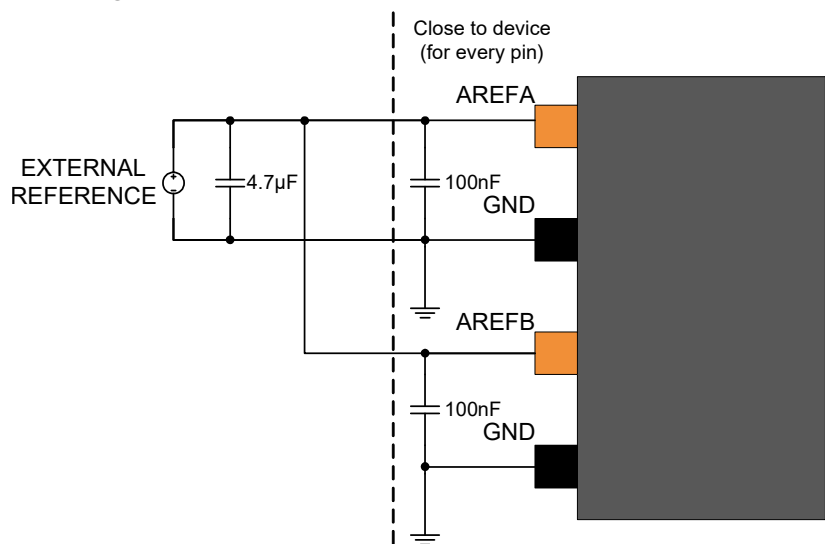 Close to device
(for every pin)
AREFA
EXTERNAL
REFERENCE
4.7µF
100nF
GND
AREFB
100nF
GND